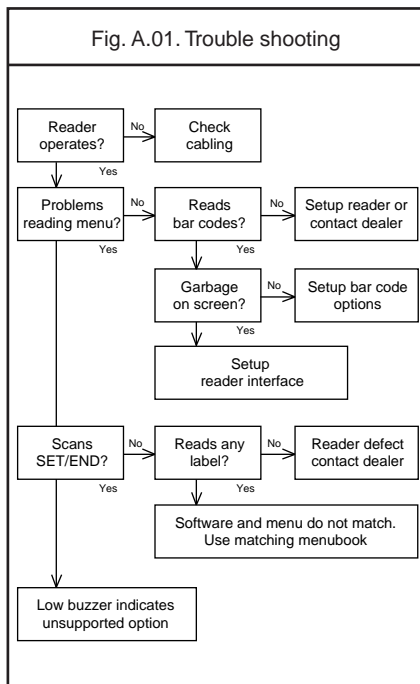 Fig. A.01. Trouble shooting
Reader
operates?
No
Check
cabling
Yes
Problems
reading menu?
No
Reads
bar codes?
No
Setup reader or
contact dealer
Yes
Yes
Garbage
on screen?
No
Setup bar code
options
Yes
Setup
reader interface
Scans
SET/END?
No
Reads any
label?
No
Reader defect
contact dealer
Yes
Yes
Software and menu do not match.
Use matching menubook
Low buzzer indicates
unsupported option